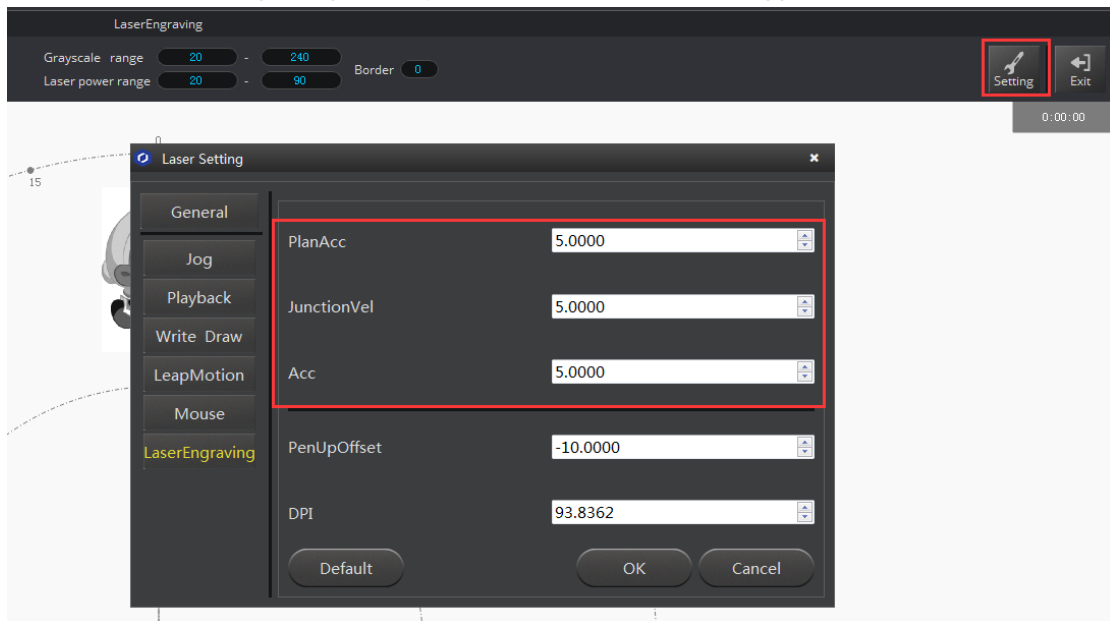 LaserEngraving
Grayscale range 20 - 240
Border 0
Laser power range 20 - 90
Setting
Exit
0:00:00
0
15
Laser Setting
General
Jog
Playback
Write Draw
LeapMotion
Mouse
LaserEngraving
PlanAcc 5.0000
JunctionVel 5.0000
Acc 5.0000
PenUpOffset -10.0000
DPI 93.8362
Default
OK
Cancel